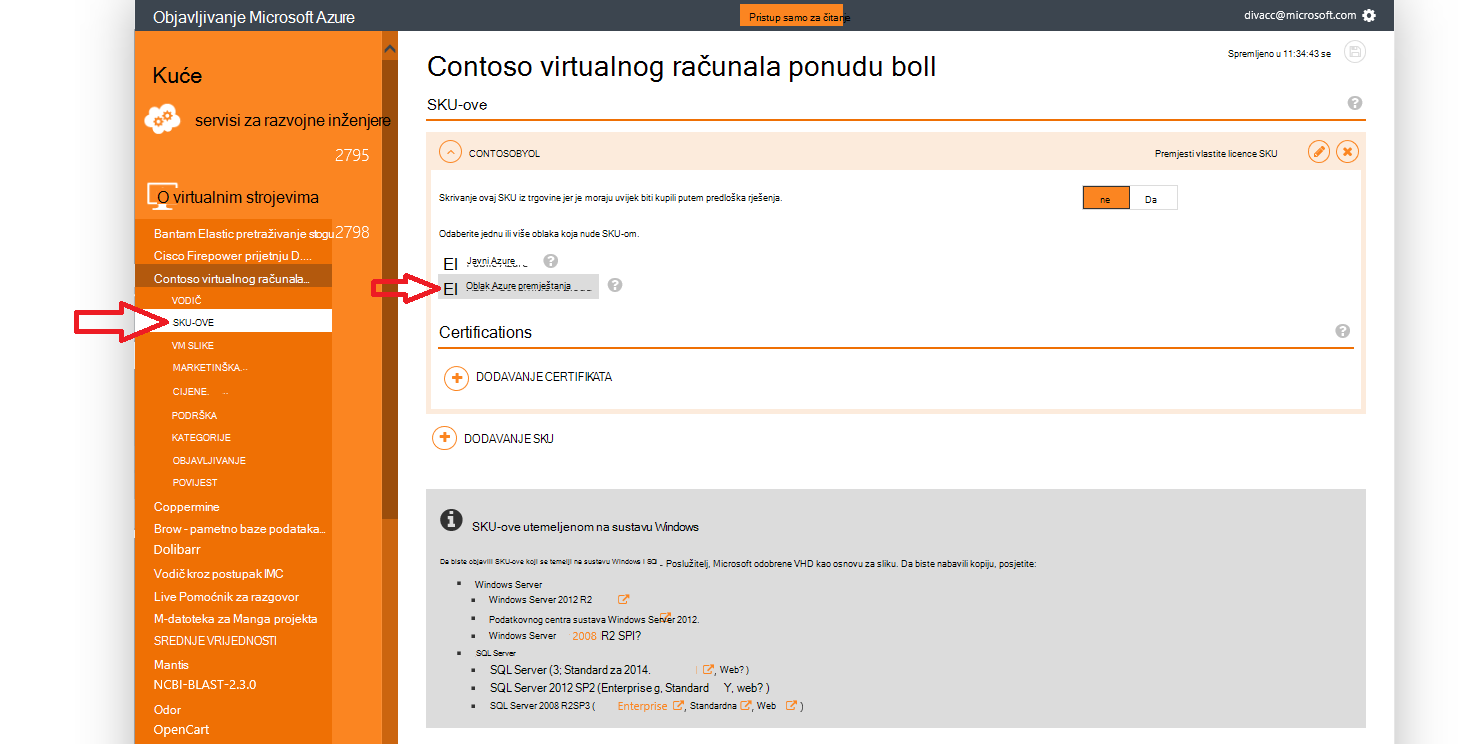 Objavljivanje Microsoft Azure
Pristup samo za čitanje
divacc@microsoft.com
Kuće
servisi za razvojne inženjere
2795
O virtualnim strojevima
Bantam Elastic pretraživanje stogu
2798
Cisco Firepower prijetnju D....
Contoso virtualnog računala...
VODIČ
SKU-OVE
VM SLIKE
MARKETINŠKA...
CIJENE. ..
PODRŠKA
KATEGORIJE
OBJAVLJIVANJE
POVIJEST
Coppermine
Brow - pametno baze podataka...
Dolibarr
Vodič kroz postupak IMC
Live Pomoćnik za razgovor
M-datoteka za Manga projekta
SREDNJE VRIJEDNOSTI
Mantis
NCBI-BLAST-2.3.0
Odor
OpenCart
Spremljeno u 11:34:43 se
Contoso virtualnog računala ponudu boll
SKU-ove
CONTOSOBYOL
Premjesti vlastite licence SKU
Skrivanje ovaj SKU iz trgovine jer je moraju uvijek biti kupili putem predloška rješenja.
ne
Da
Odaberite jednu ili više oblaka koja nude SKU-om.
EI Javni Azure
EI Oblak Azure premještanja
Certifications
DODAVANJE CERTIFIKATA
DODAVANJE SKU
SKU-ove utemeljenom na sustavu Windows
Da biste objavili SKU-ove koji se temelji na sustavu Windows i SQ - Poslužitelj, Microsoft odobrene VHD kao osnovu za sliku. Da biste nabavili kopiju, posjetite:
Windows Server
Windows Server 2012 R2
Podatkovnog centra sustava Windows Server 2012.
Windows Server 2008 R2 SPI?
SQL Server
SQL Server (3; Standard za 2014. , Web? )
SQL Server 2012 SP2 (Enterprise g, Standard Y, web? )
SQL Server 2008 R2SP3 ( Enterprise , Standardna , Web )